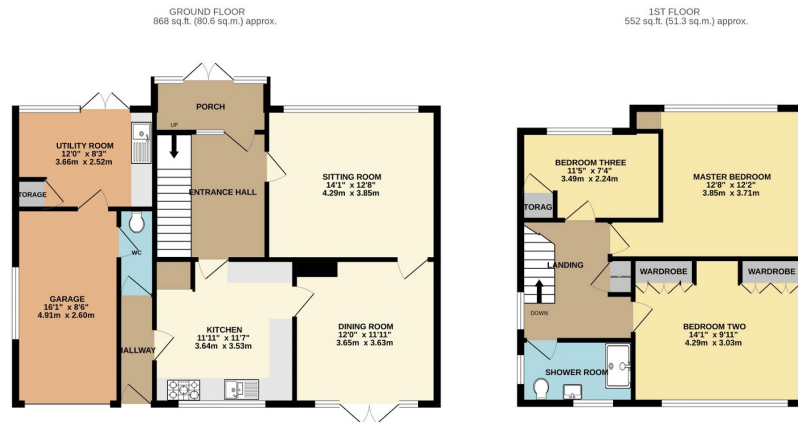 GROUND FLOOR
868 sq.ft. (80.6 sq.m.) approx.
PORCH
UP
UTILITY ROOM
12'0" x 8'3"
3.66m x 2.52m
TORAGE
ENTRANCE HALL
SITTING ROOM
14'1" x 12'8"
4.29m x 3.85m
WC
GARAGE
16'1" x 8'6"
4.91m x 2.60m
HALLWAY
KITCHEN
11'11" x 11'7"
3.64m x 3.53m
DINING ROOM
12'0" x 11'11"
3.65m x 3.63m
1ST FLOOR
552 sq.ft. (51.3 sq.m.) approx.
BEDROOM THREE
11'5" x 7'4"
3.49m x 2.24m
TORAG
MASTER BEDROOM
12'8" x 12'2"
3.85m x 3.71m
LANDING
WARDROBE
WARDROBE
DOWN
BEDROOM TWO
14'1" x 9'11"
4.29m x 3.03m
SHOWER ROOM